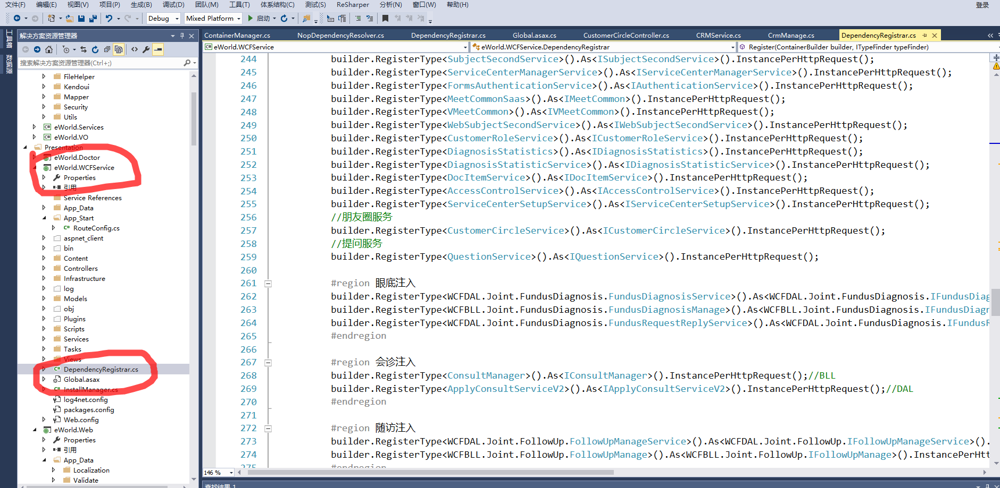 文件(F) 编辑(E) 视图(V) 项目(P) 生成(B) 调试(D) 团队(M) 工具(T) 体系结构(C) 测试(S) ReSharper 分析(N) 窗口(W) 帮助(H) 登录
Debug Mixed Platform 启动
工具箱
数据源
解决方案资源管理器
搜索解决方案资源管理器(Ctrl+;)
FileHelper
Kendoui
Mapper
Security
Utils
eWorld.Services
eWorld.VO
Presentation
eWorld.Doctor
eWorld.WCFService
Properties
引用
Service References
App_Data
App_Start
RouteConfig.cs
aspnet_client
bin
Content
Controllers
Infrastructure
log
Models
obj
Plugins
Scripts
Services
Tasks
Views
DependencyRegistrar.cs
Global.asax
InstallManager.cs
log4net.config
packages.config
Web.config
eWorld.Web
Properties
引用
App_Data
Localization
Validate
ContainerManager.cs NopDependencyResolver.cs DependencyRegistrar.cs Global.asax.cs CustomerCircleController.cs CRMService.cs CrmManage.cs DependencyRegistrar.cs
eWorld.WCFService eWorld.WCFService.DependencyRegistrar Register(ContainerBuilder builder, ITypeFinder typeFinder)
244 builder.RegisterType<SubjectSecondService>().As<ISubjectSecondService>().InstancePerHttpRequest();
245 builder.RegisterType<ServiceCenterManagerService>().As<IServiceCenterManagerService>().InstancePerHttpRequest();
246 builder.RegisterType<FormsAuthenticationService>().As<IAuthenticationService>().InstancePerHttpRequest();
247 builder.RegisterType<MeetCommonSaas>().As<IMeetCommon>().InstancePerHttpRequest();
248 builder.RegisterType<VMeetCommon>().As<IVMeetCommon>().InstancePerHttpRequest();
249 builder.RegisterType<WebSubjectSecondService>().As<IWebSubjectSecondService>().InstancePerHttpRequest();
250 builder.RegisterType<CustomerRoleService>().As<ICustomerRoleService>().InstancePerHttpRequest();
251 builder.RegisterType<DiagnosisStatistics>().As<IDiagnosisStatistics>().InstancePerHttpRequest();
252 builder.RegisterType<DiagnosisStatisticService>().As<IDiagnosisStatisticService>().InstancePerHttpRequest();
253 builder.RegisterType<DocItemService>().As<IDocItemService>().InstancePerHttpRequest();
254 builder.RegisterType<AccessControlService>().As<IAccessControlService>().InstancePerHttpRequest();
255 builder.RegisterType<ServiceCenterSetupService>().As<IServiceCenterSetupService>().InstancePerHttpRequest();
256 //朋友圈服务
257 builder.RegisterType<CustomerCircleService>().As<ICustomerCircleService>().InstancePerHttpRequest();
258 //提问服务
259 builder.RegisterType<QuestionService>().As<IQuestionService>().InstancePerHttpRequest();
260
261 #region 眼底注入
262 builder.RegisterType<WCFDAL.Joint.FundusDiagnosis.FundusDiagnosisService>().As<WCFDAL.Joint.FundusDiagnosis.IFundusDiag
263 builder.RegisterType<WCFBLL.Joint.FundusDiagnosis.FundusDiagnosisManage>().As<WCFBLL.Joint.FundusDiagnosis.IFundusDiagr
264 builder.RegisterType<WCFDAL.Joint.FundusDiagnosis.FundusRequestReplyService>().As<WCFDAL.Joint.FundusDiagnosis.IFundusR
265 #endregion
266
267 #region 会诊注入
268 builder.RegisterType<ConsultManager>().As<IConsultManager>().InstancePerHttpRequest();//BLL
269 builder.RegisterType<ApplyConsultServiceV2>().As<IApplyConsultServiceV2>().InstancePerHttpRequest();//DAL
270 #endregion
271
272 #region 随访注入
273 builder.RegisterType<WCFDAL.Joint.FollowUp.FollowUpManageService>().As<WCFDAL.Joint.FollowUp.IFollowUpManageService>().
274 builder.RegisterType<WCFBLL.Joint.FollowUp.FollowUpManage>().As<WCFBLL.Joint.FollowUp.IFollowUpManage>().InstancePerHtt
275 #endregion
146 %
查找结果 1